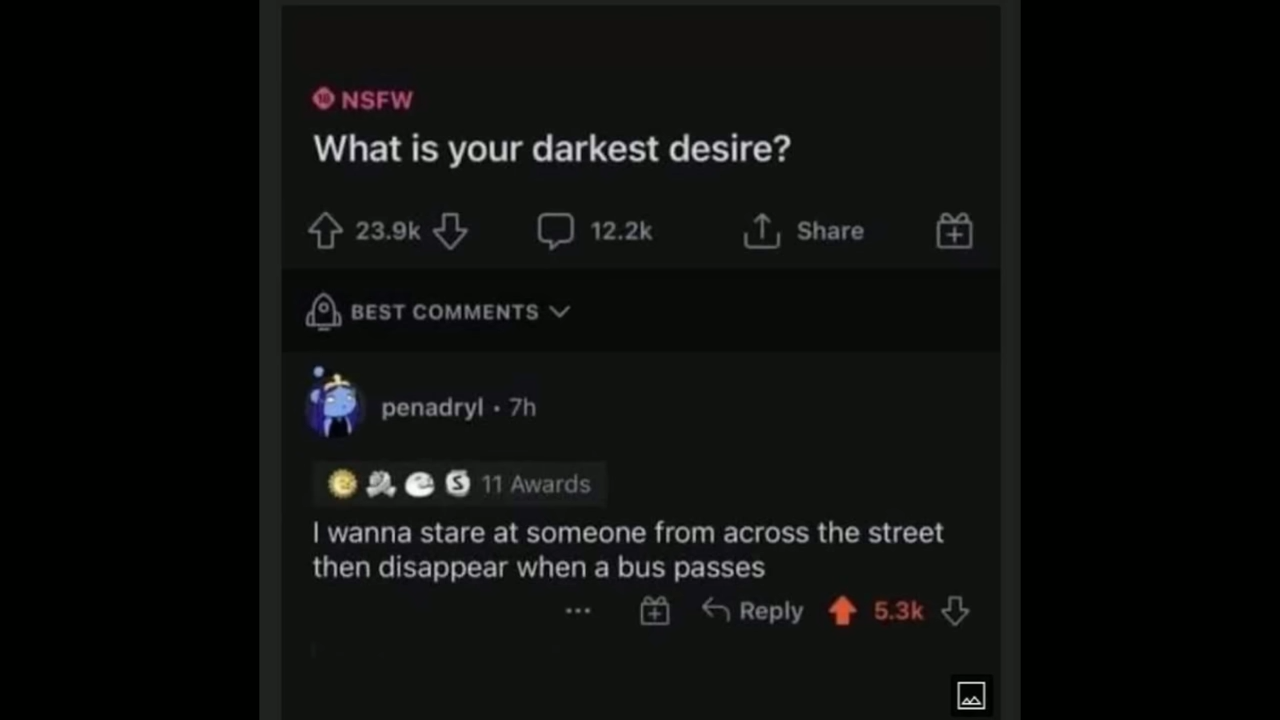 NSFW
What is your darkest desire?
23.9k 12.2k Share
BEST COMMENTS
penadryl • 7h
11 Awards
I wanna stare at someone from across the street
then disappear when a bus passes
... Reply 5.3k